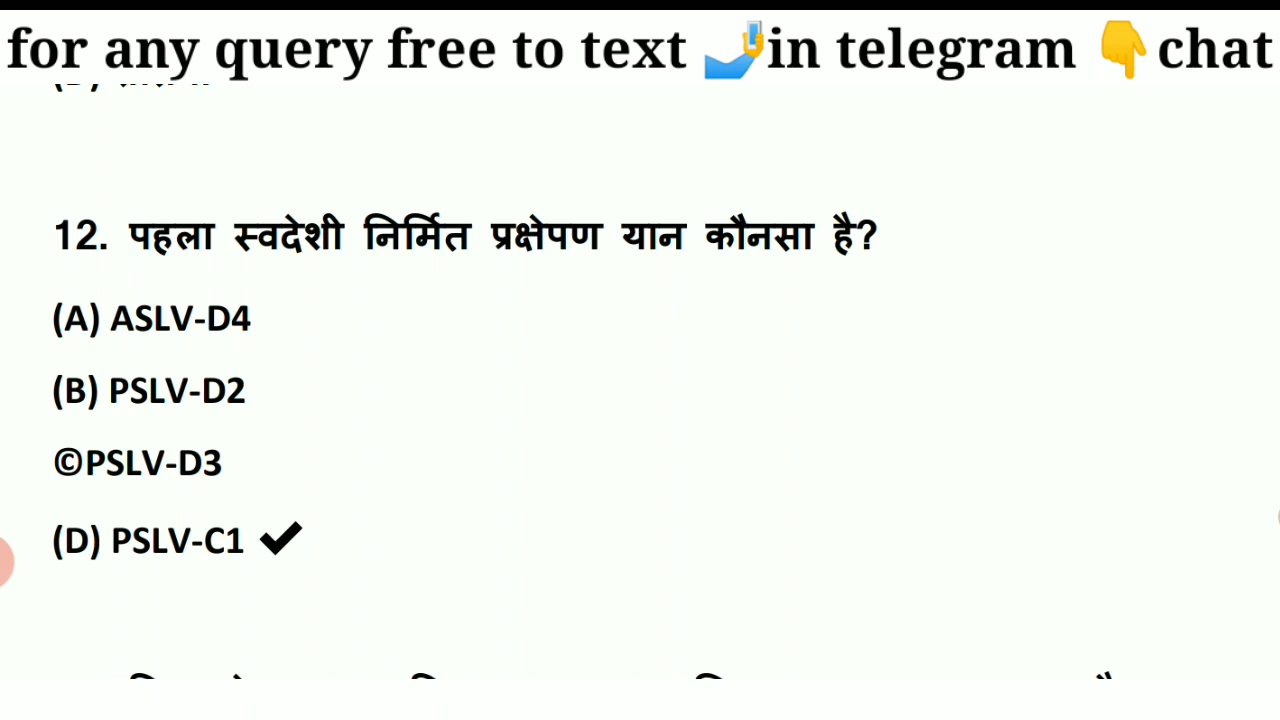 for any query free to text 🤳in telegram 👇chat
12. पहला स्वदेशी निर्मित प्रक्षेपण यान कौनसा है?
(A) ASLV-D4
(B) PSLV-D2
©PSLV-D3
(D) PSLV-C1 ✔